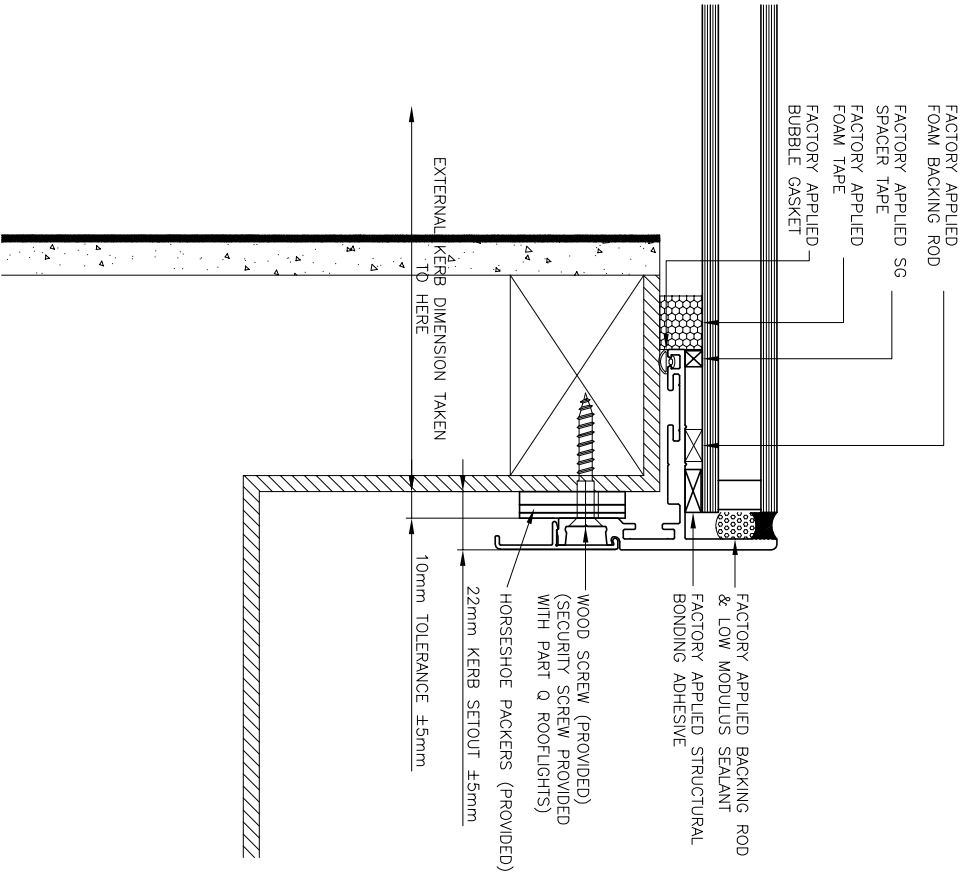 FACTORY APPLIED
FOAM BACKING ROD
FACTORY APPLIED SG
SPACER TAPE
FACTORY APPLIED
FOAM TAPE
FACTORY APPLIED
BUBBLE GASKET
EXTERNAL KERB DIMENSION TAKEN
TO HERE
FACTORY APPLIED BACKING ROD
& LOW MODULUS SEALANT
FACTORY APPLIED STRUCTURAL
BONDING ADHESIVE
WOOD SCREW (PROVIDED)
(SECURITY SCREW PROVIDED
WITH PART Q ROOFLIGHTS)
HORSESHOE PACKERS (PROVIDED)
22mm KERB SETOUT ±5mm
10mm TOLERANCE ±5mm